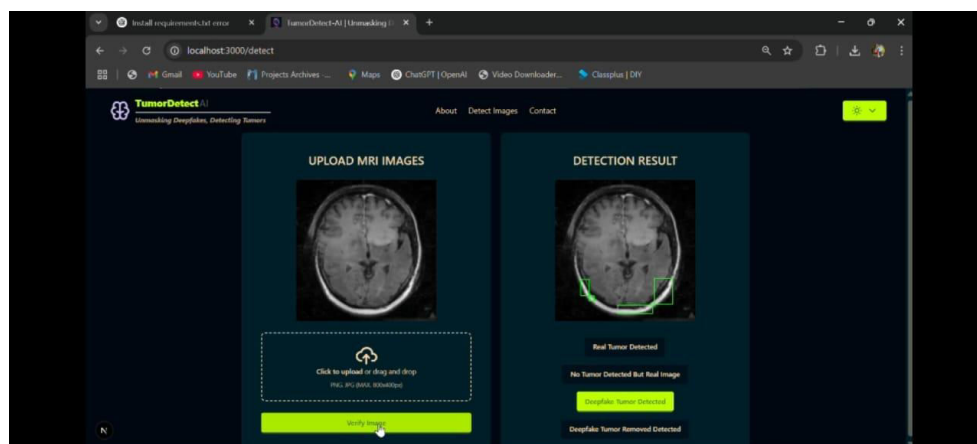 Install requirements.txt error
TumorDetect-AI | Unmasking D
localhost:3000/detect
Gmail
YouTube
Projects Archives -...
Maps
ChatGPT | OpenAI
Video Downloader...
Classplus | DIY
TumorDetect AI
Unmasking Deepfakes, Detecting Tumors
About
Detect Images
Contact
UPLOAD MRI IMAGES
Click to upload or drag and drop
PNG, JPG (MAX. 800x400px)
Verify Image
N
DETECTION RESULT
Real Tumor Detected
No Tumor Detected But Real Image
Deepfake Tumor Detected
Deepfake Tumor Removed Detected